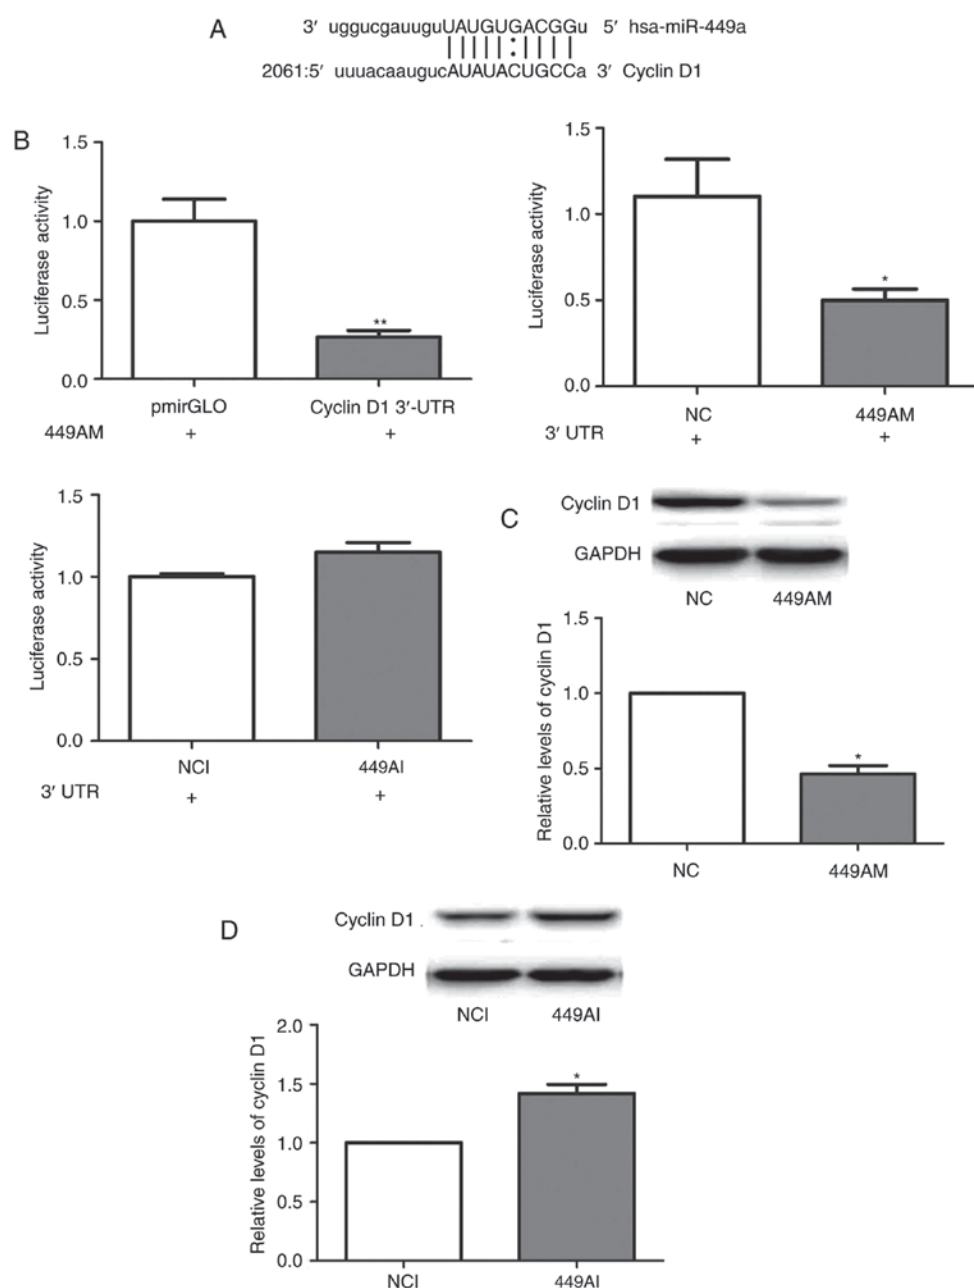 A
3′ uggucgauuguUAUGUGACGGu 5′ hsa-miR-449a
2061:5′ uuuacaaugucAUAUACUGCCa 3′ Cyclin D1
B
Luciferase activity
1.5
1.0
0.5
0.0
**
pmirGLO Cyclin D1 3′-UTR
449AM + +
Luciferase activity
1.5
1.0
0.5
0.0
*
NC 449AM
3′ UTR + +
Luciferase activity
1.5
1.0
0.5
0.0
NCI 449AI
3′ UTR + +
C
Cyclin D1
GAPDH
NC 449AM
Relative levels of cyclin D1
1.5
1.0
0.5
0.0
*
NC 449AM
D
Cyclin D1
GAPDH
NCI 449AI
Relative levels of cyclin D1
2.0
1.5
1.0
0.5
0.0
*
NCI 449AI